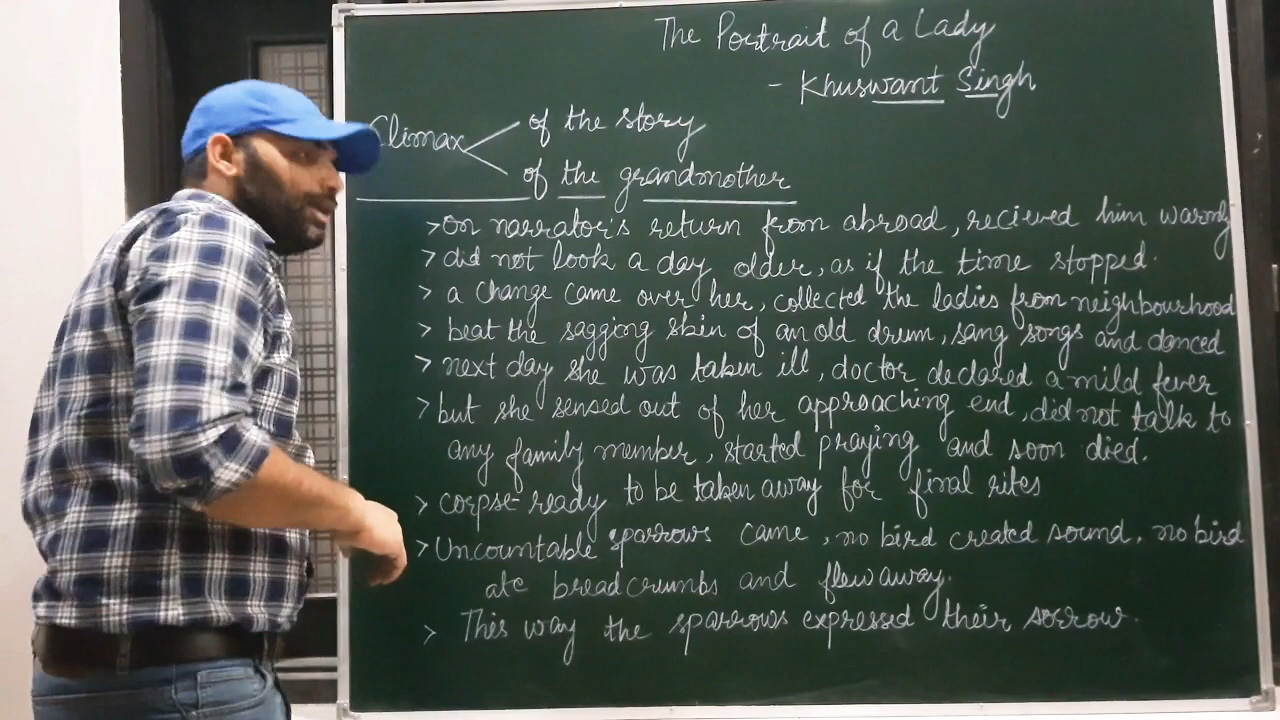 The Portrait of a Lady
- Khuswant Singh
Climax
of the story
of the grandmother
> on narrator's return from abroad, recieved him warmly
> did not look a day older, as if the time stopped.
> a change came over her, collected the ladies from neighbourhood
> beat the sagging skin of an old drum, sang songs and danced
> next day she was taken ill, doctor declared a mild fever
> but she sensed out of her approaching end, did not talk to
any family member, started praying and soon died.
> corpse ready to be taken away for final rites
> Uncountable sparrows came, no bird created sound, no bird
ate breadcrumbs and flew away.
> This way the sparrows expressed their sorrow.